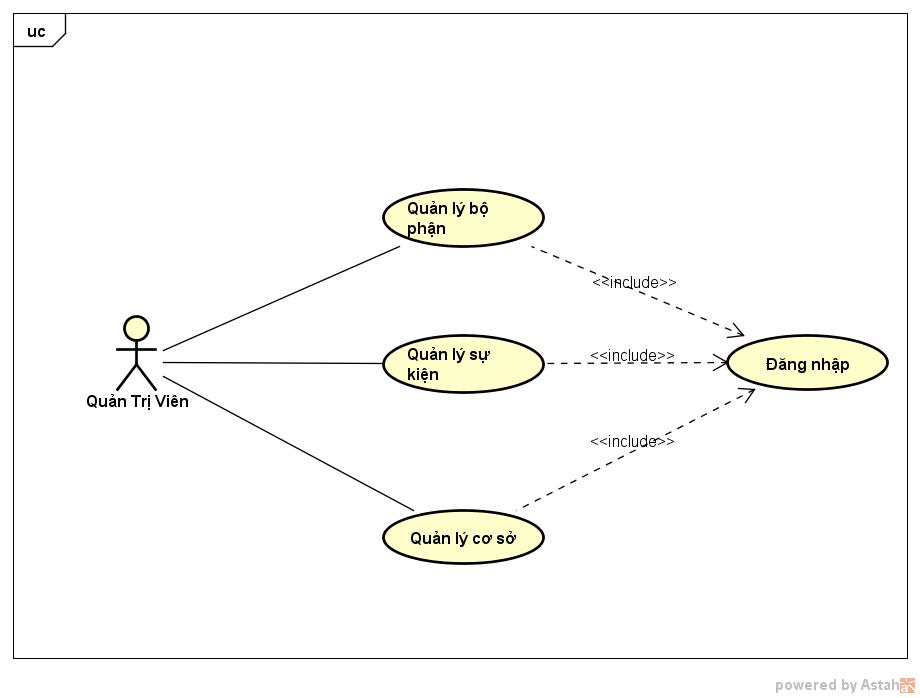 uc
Quản lý bộ
phận
<<include>>
Quản lý sự
kiện
<<include>>
Đăng nhập
Quản Trị Viên
<<include>>
Quản lý cơ sở
powered by Astah